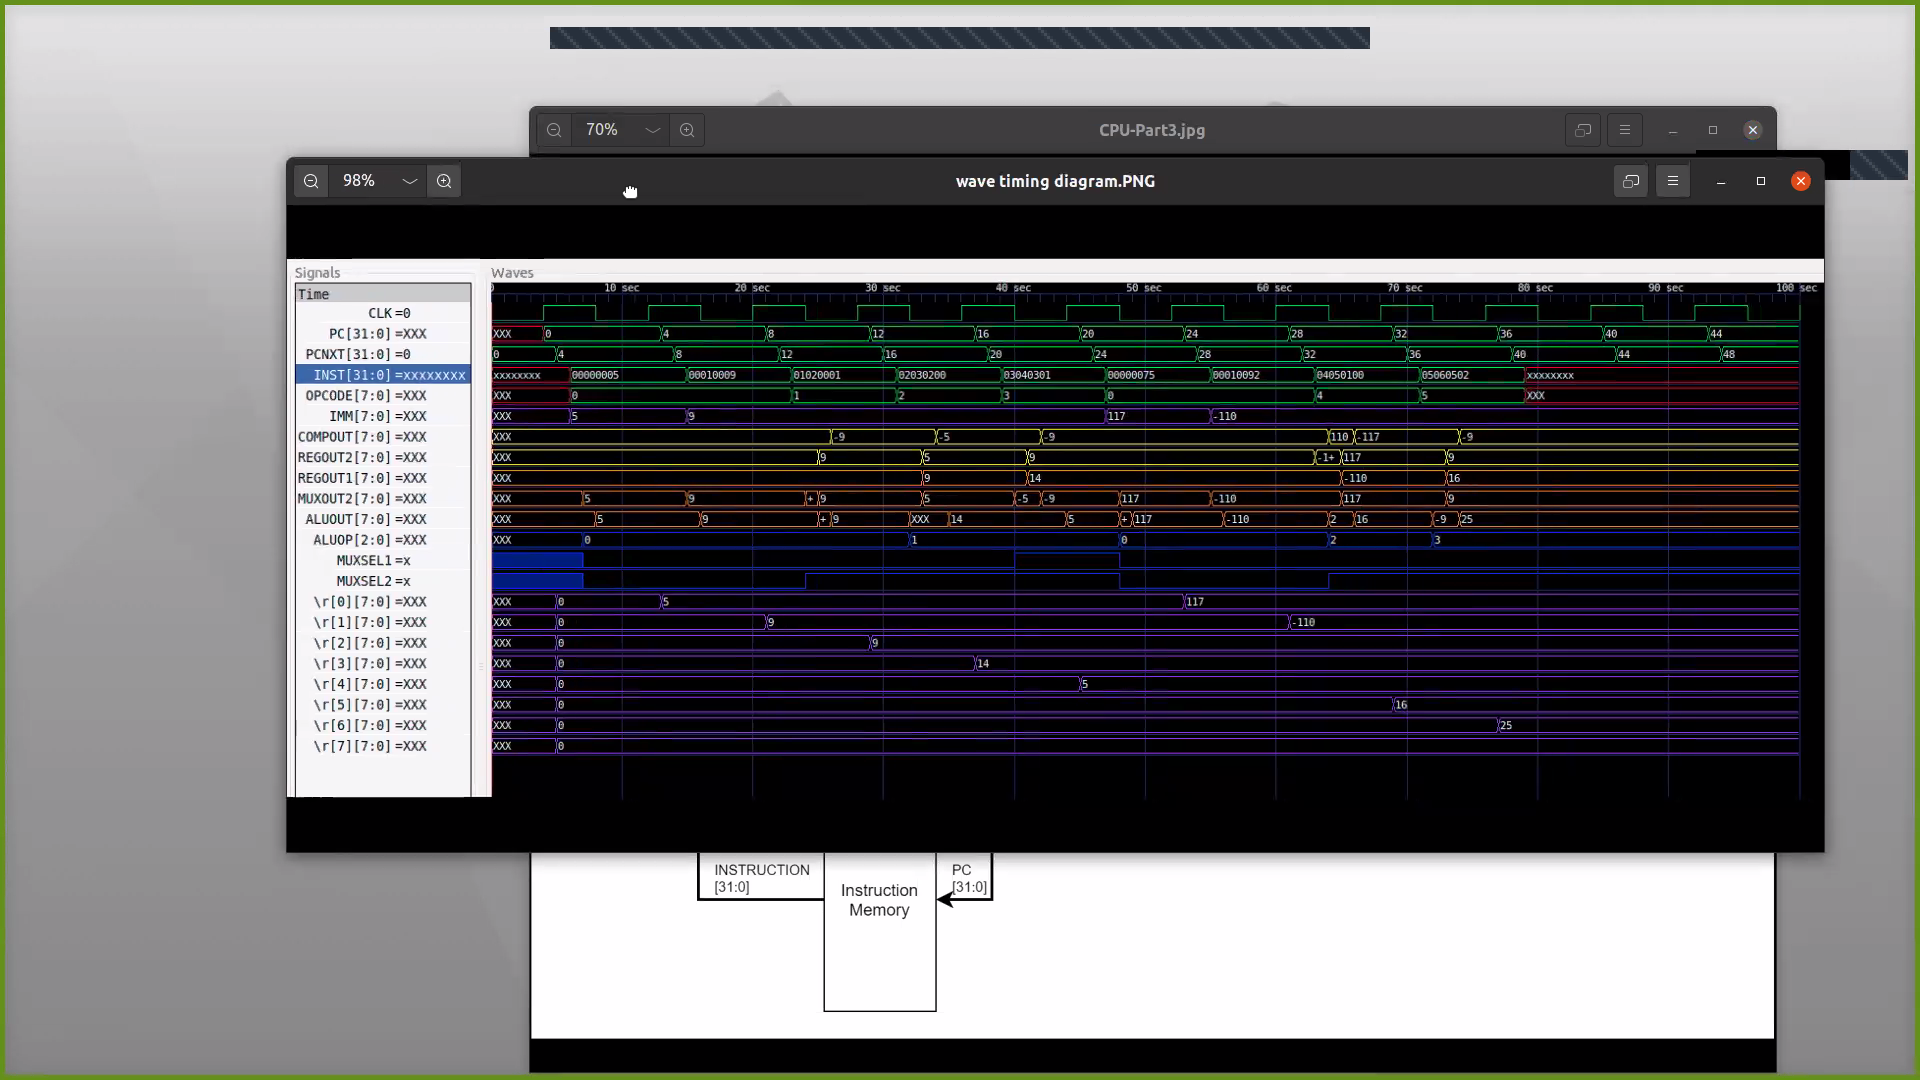 70%
CPU-Part3.jpg
98%
wave timing diagram.PNG
Signals
Waves
Time
0 10 sec 20 sec 30 sec 40 sec 50 sec 60 sec 70 sec 80 sec 90 sec 100 sec
CLK =0
PC[31:0] =XXX XXX 0 4 8 12 16 20 24 28 32 36 40 44
PCNXT[31:0] =0 0 4 8 12 16 20 24 28 32 36 40 44 48
INST[31:0] =xxxxxxxx xxxxxxxx 00000005 00010009 01020001 02030200 03040301 00000075 00010092 04050100 05060502 xxxxxxxx
OPCODE[7:0] =XXX XXX 0 1 2 3 0 4 5 XXX
IMM[7:0] =XXX XXX 5 9 117 -110
COMPOUT[7:0] =XXX XXX -9 -5 -9 110 -117 -9
REGOUT2[7:0] =XXX XXX 9 5 9 -1+ 117 9
REGOUT1[7:0] =XXX XXX 9 14 -110 16
MUXOUT2[7:0] =XXX XXX 5 9 + 9 5 -5 -9 117 -110 117 9
ALUOUT[7:0] =XXX XXX 5 9 + 9 XXX 14 5 + 117 -110 2 16 -9 25
ALUOP[2:0] =XXX XXX 0 1 0 2 3
MUXSEL1 =x
MUXSEL2 =x
\r[0][7:0] =XXX XXX 0 5 117
\r[1][7:0] =XXX XXX 0 9 -110
\r[2][7:0] =XXX XXX 0 9
\r[3][7:0] =XXX XXX 0 14
\r[4][7:0] =XXX XXX 0 5
\r[5][7:0] =XXX XXX 0 16
\r[6][7:0] =XXX XXX 0 25
\r[7][7:0] =XXX XXX 0
INSTRUCTION
[31:0]
Instruction
Memory
PC
[31:0]